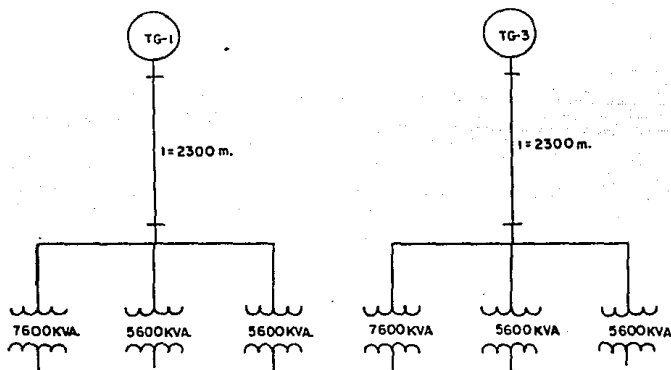 TG-1
TG-3
l=2300 m.
l=2300 m.
7600KVA.
5600KVA.
5600KVA.
7600KVA
5600KVA
5600KVA